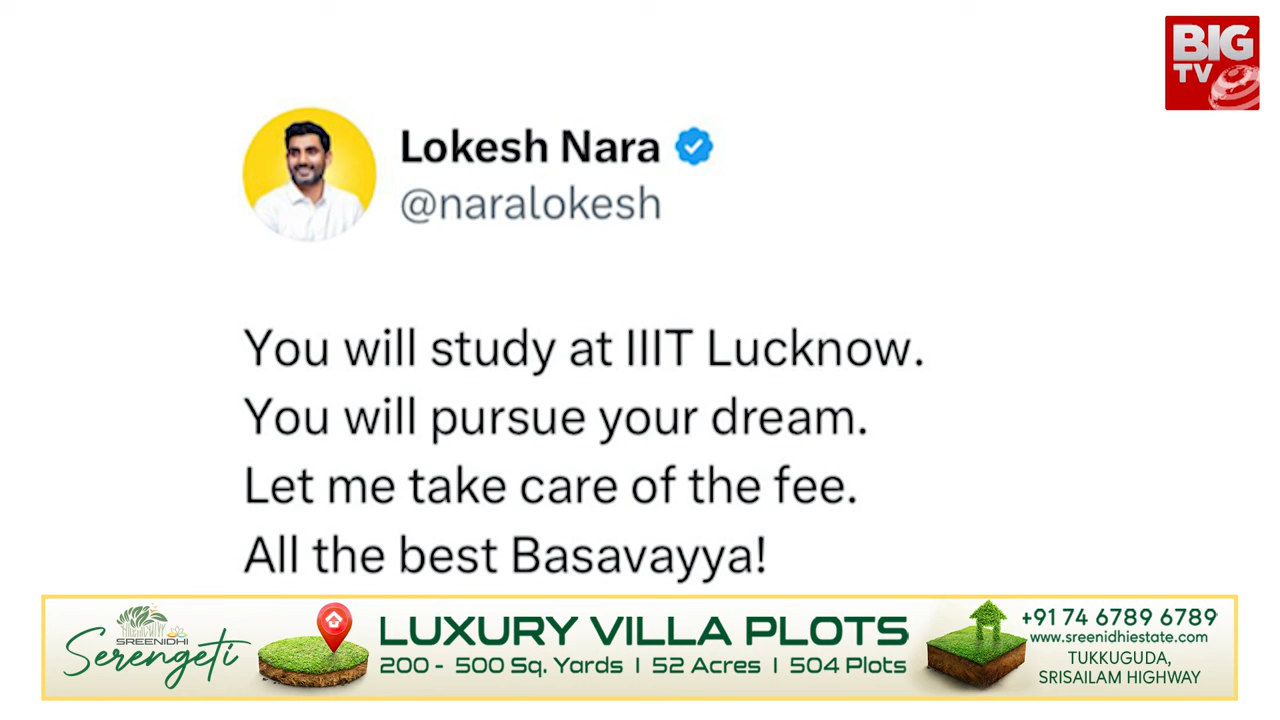 BIG
TV
Lokesh Nara
@naralokesh
You will study at IIIT Lucknow.
You will pursue your dream.
Let me take care of the fee.
All the best Basavayya!
SREENIDHI
Serengeti
LUXURY VILLA PLOTS
200 - 500 Sq. Yards I 52 Acres I 504 Plots
+91 74 6789 6789
www.sreenidhiestate.com
TUKKUGUDA,
SRISAILAM HIGHWAY